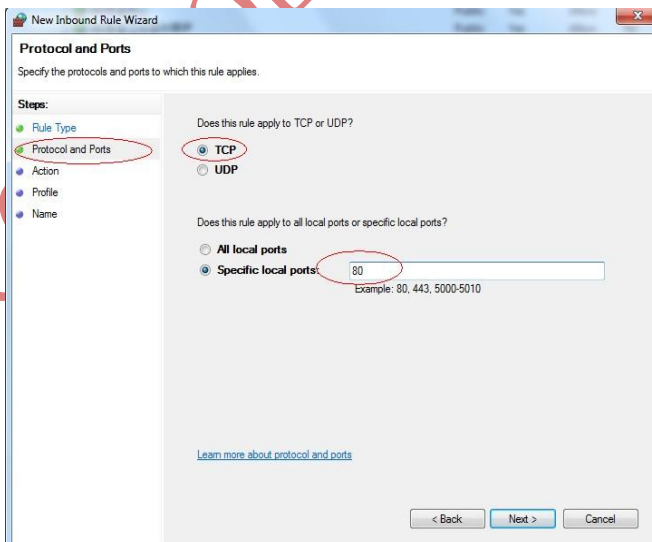 New Inbound Rule Wizard
Protocol and Ports
Specify the protocols and ports to which this rule applies.
Steps:
Rule Type
Protocol and Ports
Action
Profile
Name
Does this rule apply to TCP or UDP?
TCP
UDP
Does this rule apply to all local ports or specific local ports?
All local ports
Specific local ports:
80
Example: 80, 443, 5000-5010
Learn more about protocol and ports
< Back
Next >
Cancel